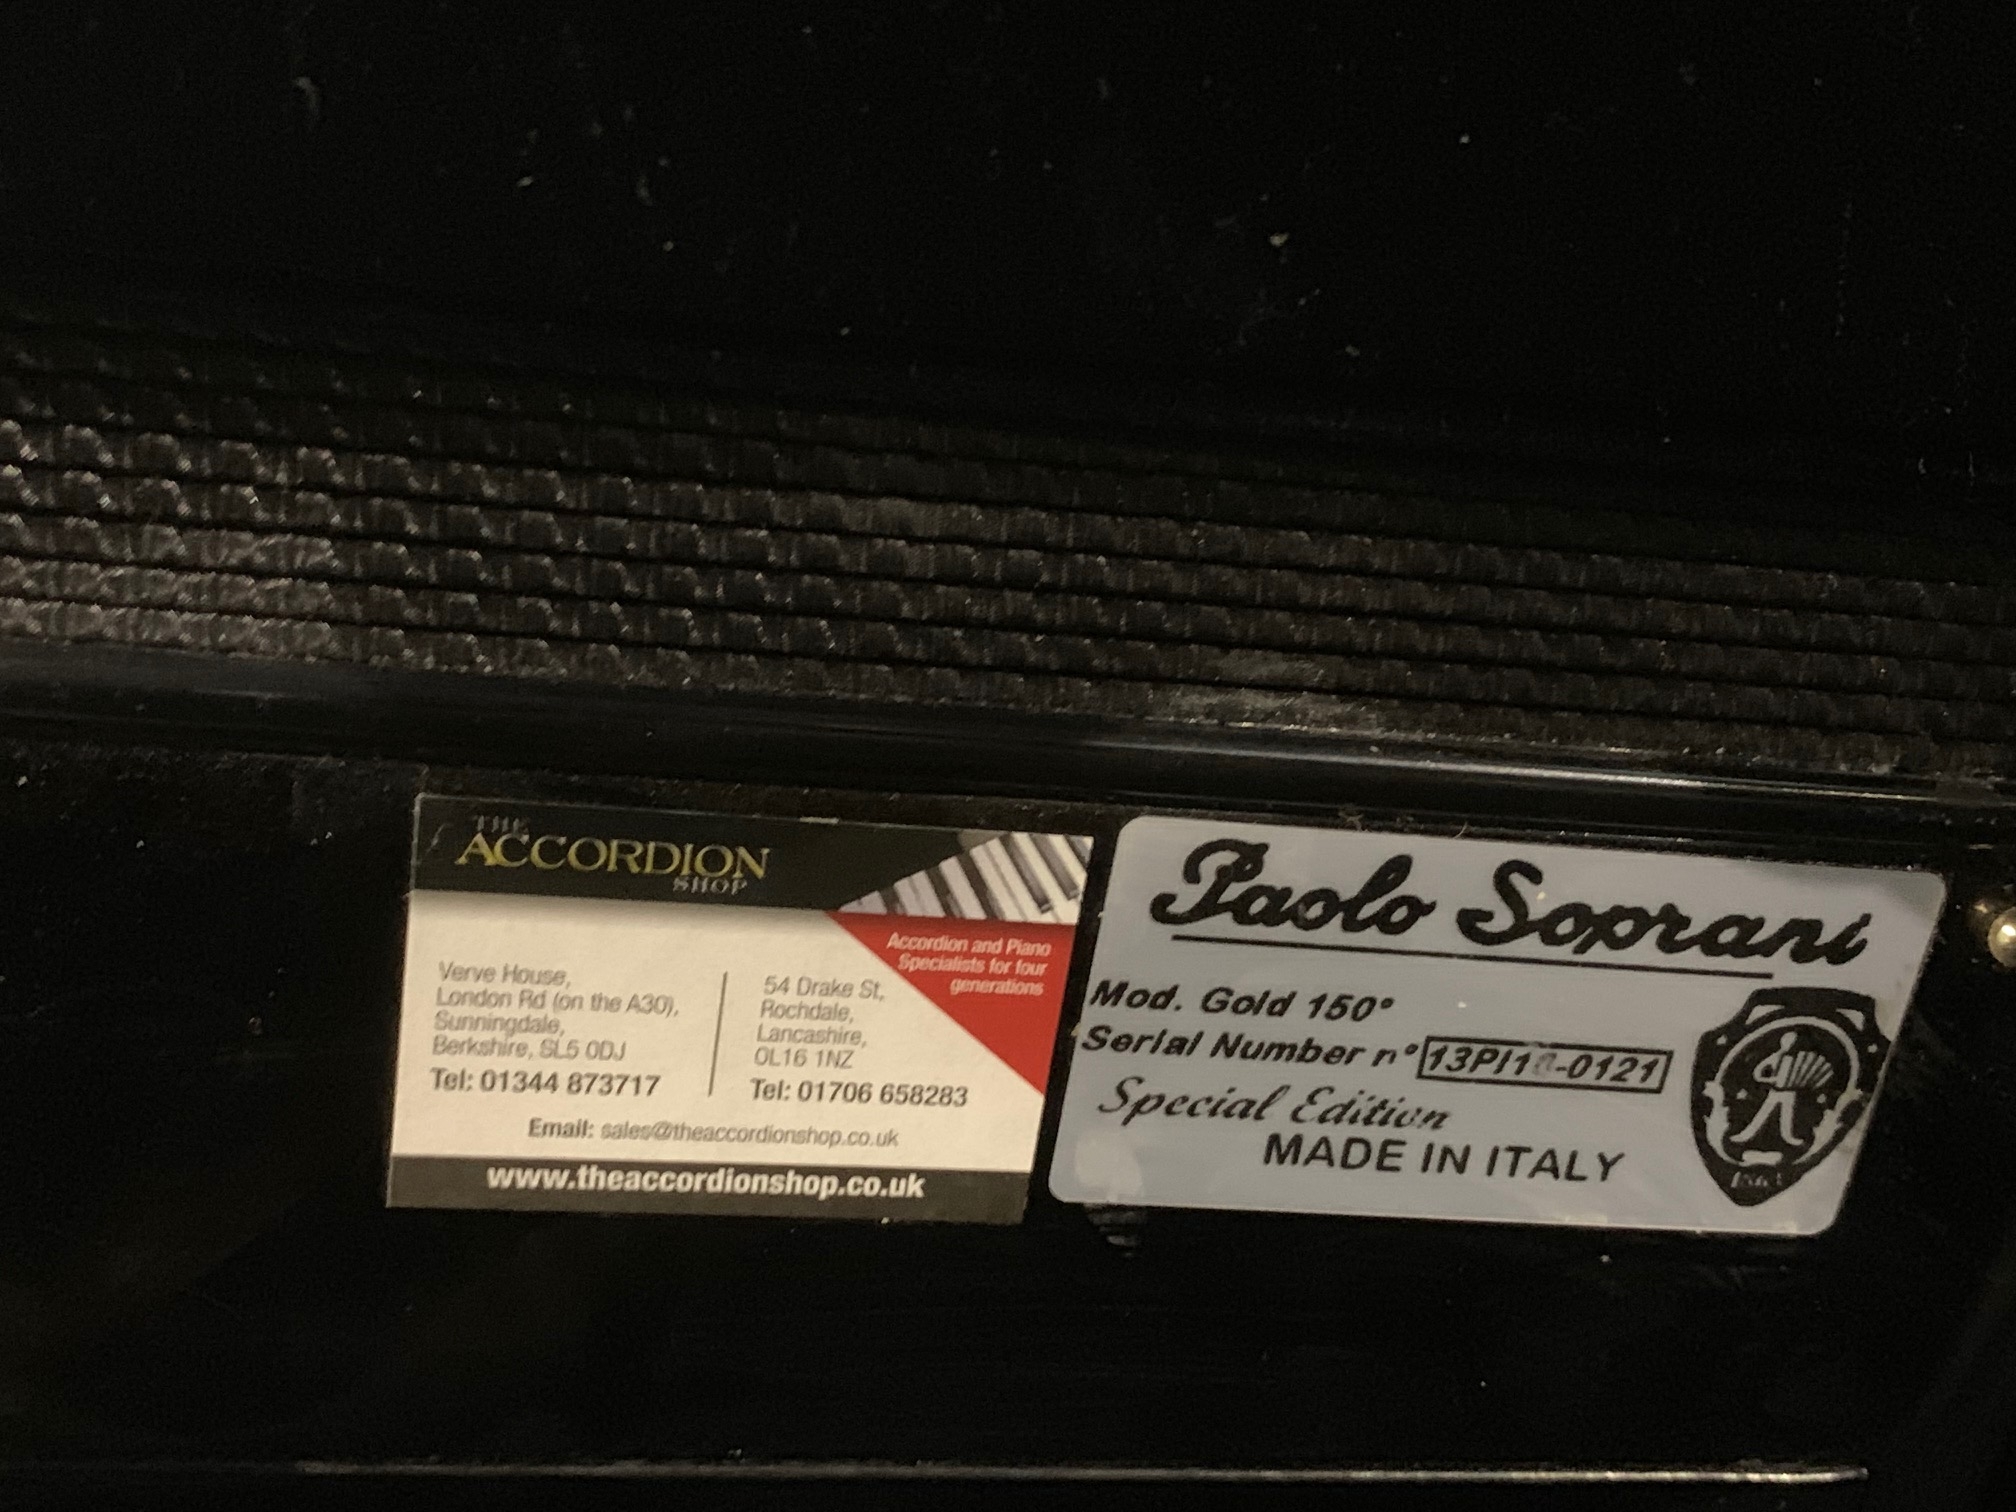 THE
ACCORDION
SHOP
Accordion and Piano
Specialists for four
generations
Verve House,
London Rd (on the A30),
Sunningdale,
Berkshire, SL5 0DJ
Tel: 01344 873717
54 Drake St,
Rochdale,
Lancashire,
OL16 1NZ
Tel: 01706 658283
Email: sales@theaccordionshop.co.uk
www.theaccordionshop.co.uk
Paolo Soprani
Mod. Gold 150°
Serial Number n°
Special Edition
MADE IN ITALY